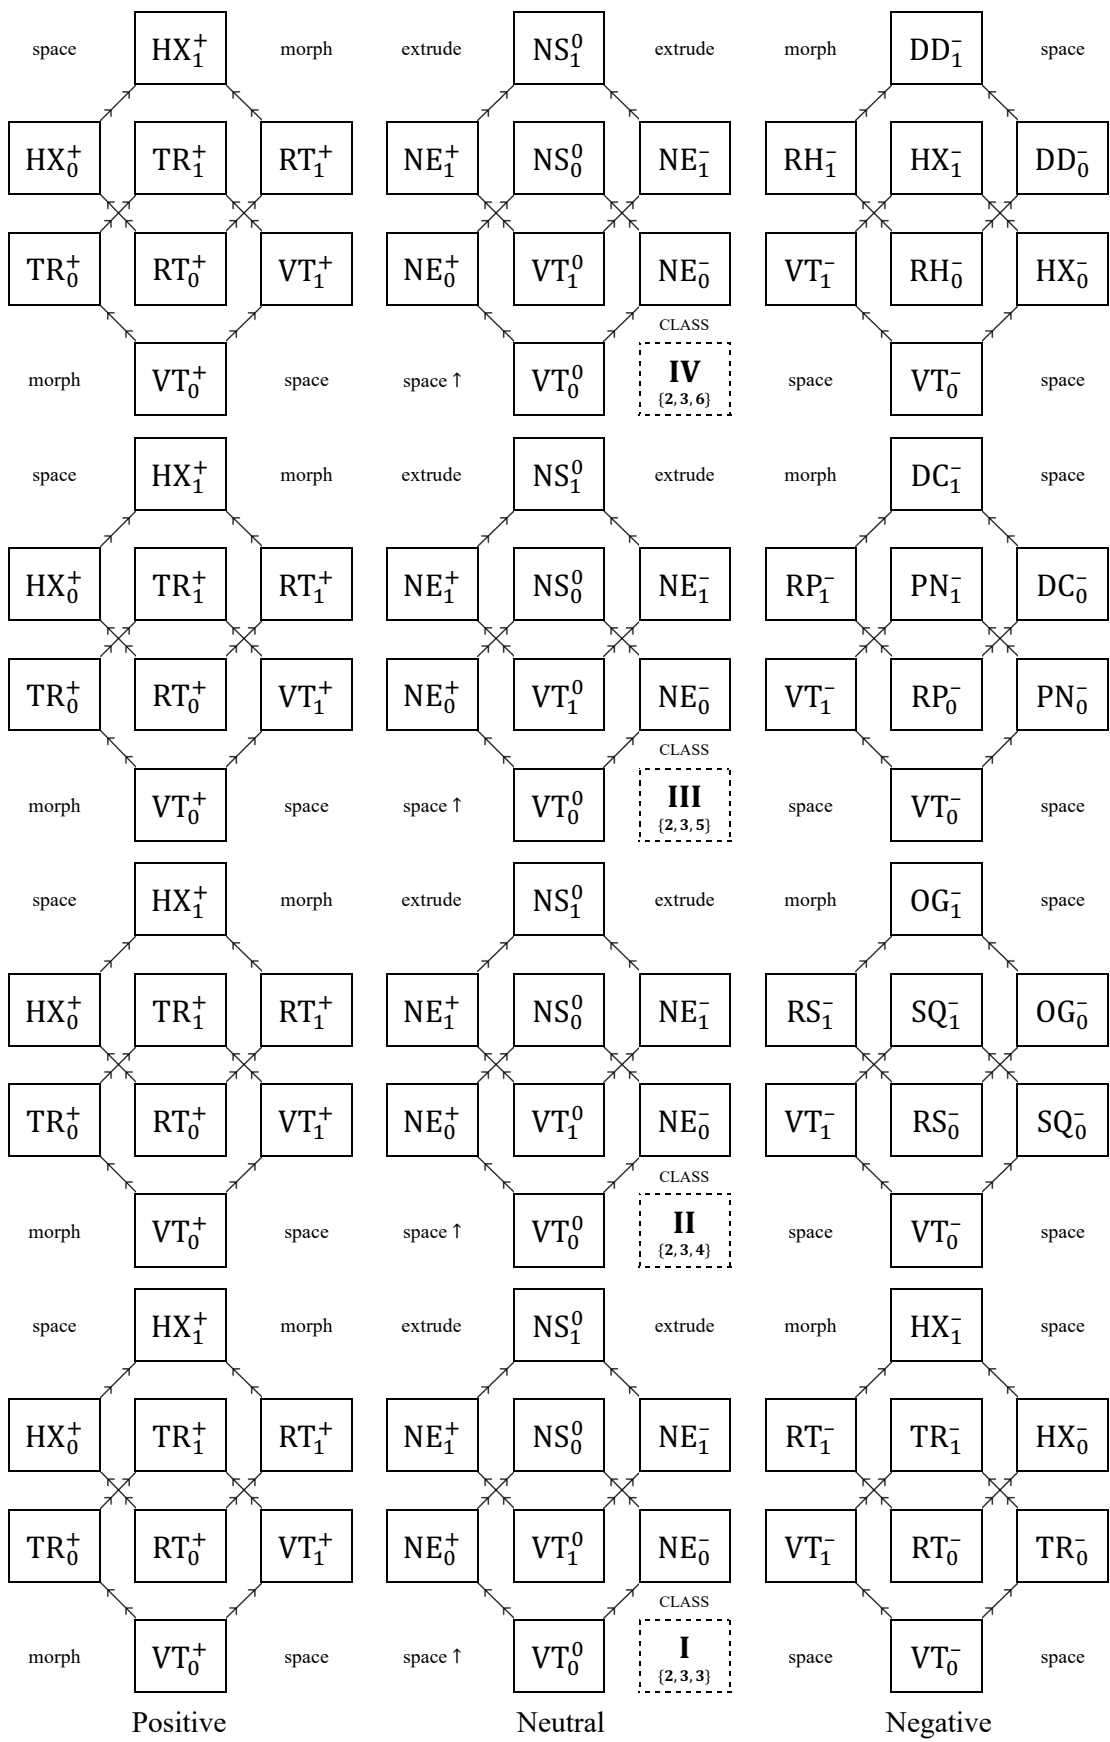 space HX₁⁺ morph extrude NS₁⁰ extrude morph DD₁⁻ space
HX₀⁺ TR₁⁺ RT₁⁺ NE₁⁺ NS₀⁰ NE₁⁻ RH₁⁻ HX₁⁻ DD₀⁻
TR₀⁺ RT₀⁺ VT₁⁺ NE₀⁺ VT₁⁰ NE₀⁻ VT₁⁻ RH₀⁻ HX₀⁻
CLASS
morph VT₀⁺ space space ↑ VT₀⁰ IV space VT₀⁻ space
{2, 3, 6}
space HX₁⁺ morph extrude NS₁⁰ extrude morph DC₁⁻ space
HX₀⁺ TR₁⁺ RT₁⁺ NE₁⁺ NS₀⁰ NE₁⁻ RP₁⁻ PN₁⁻ DC₀⁻
TR₀⁺ RT₀⁺ VT₁⁺ NE₀⁺ VT₁⁰ NE₀⁻ VT₁⁻ RP₀⁻ PN₀⁻
CLASS
morph VT₀⁺ space space ↑ VT₀⁰ III space VT₀⁻ space
{2, 3, 5}
space HX₁⁺ morph extrude NS₁⁰ extrude morph OG₁⁻ space
HX₀⁺ TR₁⁺ RT₁⁺ NE₁⁺ NS₀⁰ NE₁⁻ RS₁⁻ SQ₁⁻ OG₀⁻
TR₀⁺ RT₀⁺ VT₁⁺ NE₀⁺ VT₁⁰ NE₀⁻ VT₁⁻ RS₀⁻ SQ₀⁻
CLASS
morph VT₀⁺ space space ↑ VT₀⁰ II space VT₀⁻ space
{2, 3, 4}
space HX₁⁺ morph extrude NS₁⁰ extrude morph HX₁⁻ space
HX₀⁺ TR₁⁺ RT₁⁺ NE₁⁺ NS₀⁰ NE₁⁻ RT₁⁻ TR₁⁻ HX₀⁻
TR₀⁺ RT₀⁺ VT₁⁺ NE₀⁺ VT₁⁰ NE₀⁻ VT₁⁻ RT₀⁻ TR₀⁻
CLASS
morph VT₀⁺ space space ↑ VT₀⁰ I space VT₀⁻ space
{2, 3, 3}
Positive Neutral Negative